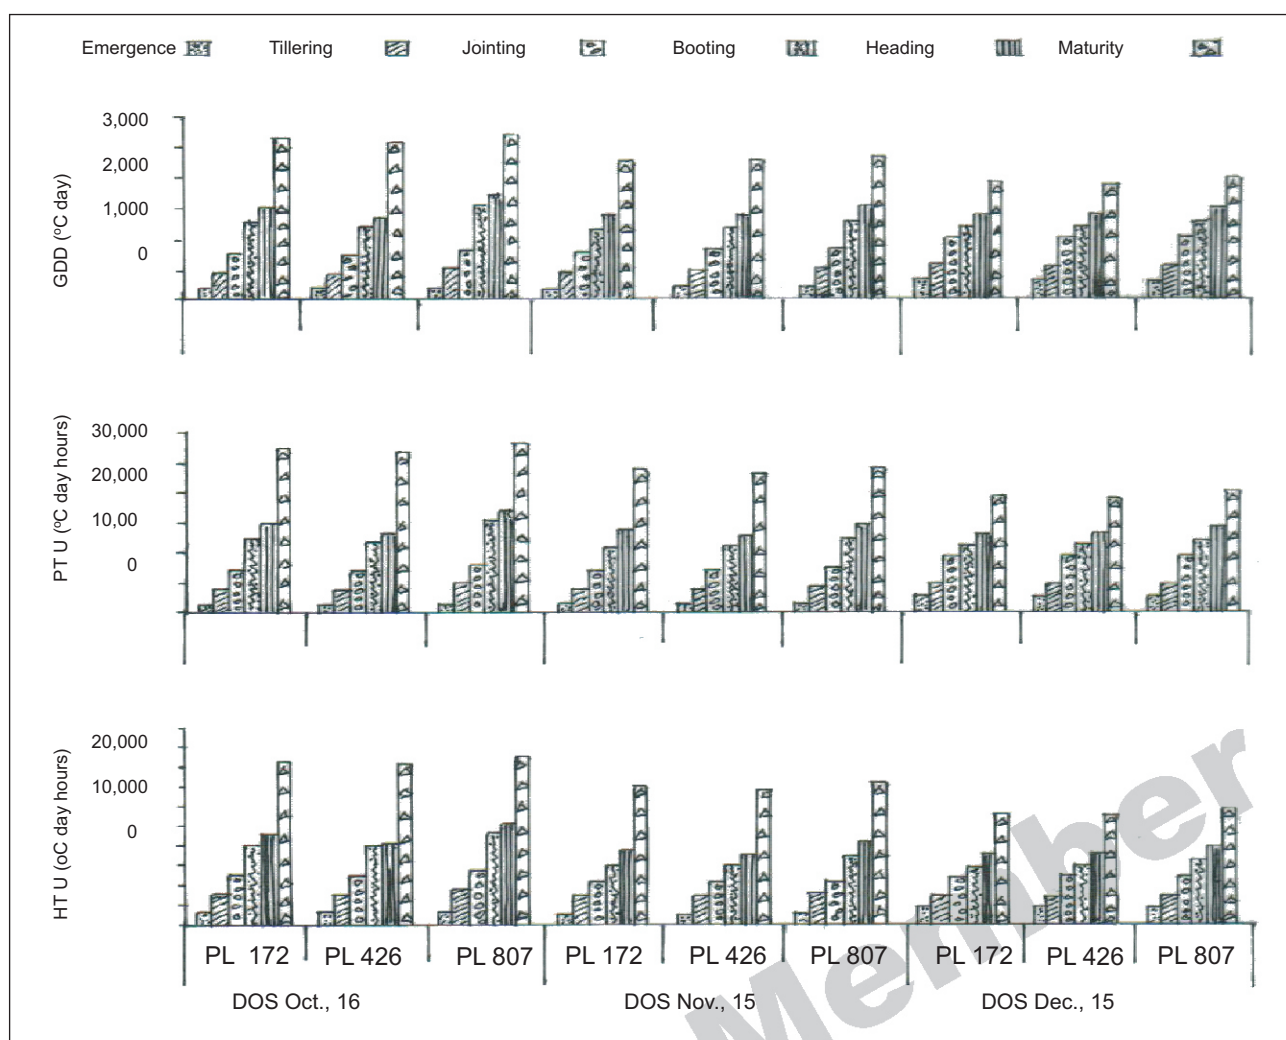 Emergence Tillering Jointing Booting Heading Maturity
GDD (ºC day)
3,000
2,000
1,000
0
PT U (ºC day hours)
30,000
20,000
10,00
0
HT U (oC day hours)
20,000
10,000
0
PL 172 PL 426 PL 807 PL 172 PL 426 PL 807 PL 172 PL 426 PL 807
DOS Oct., 16 DOS Nov., 15 DOS Dec., 15
Member